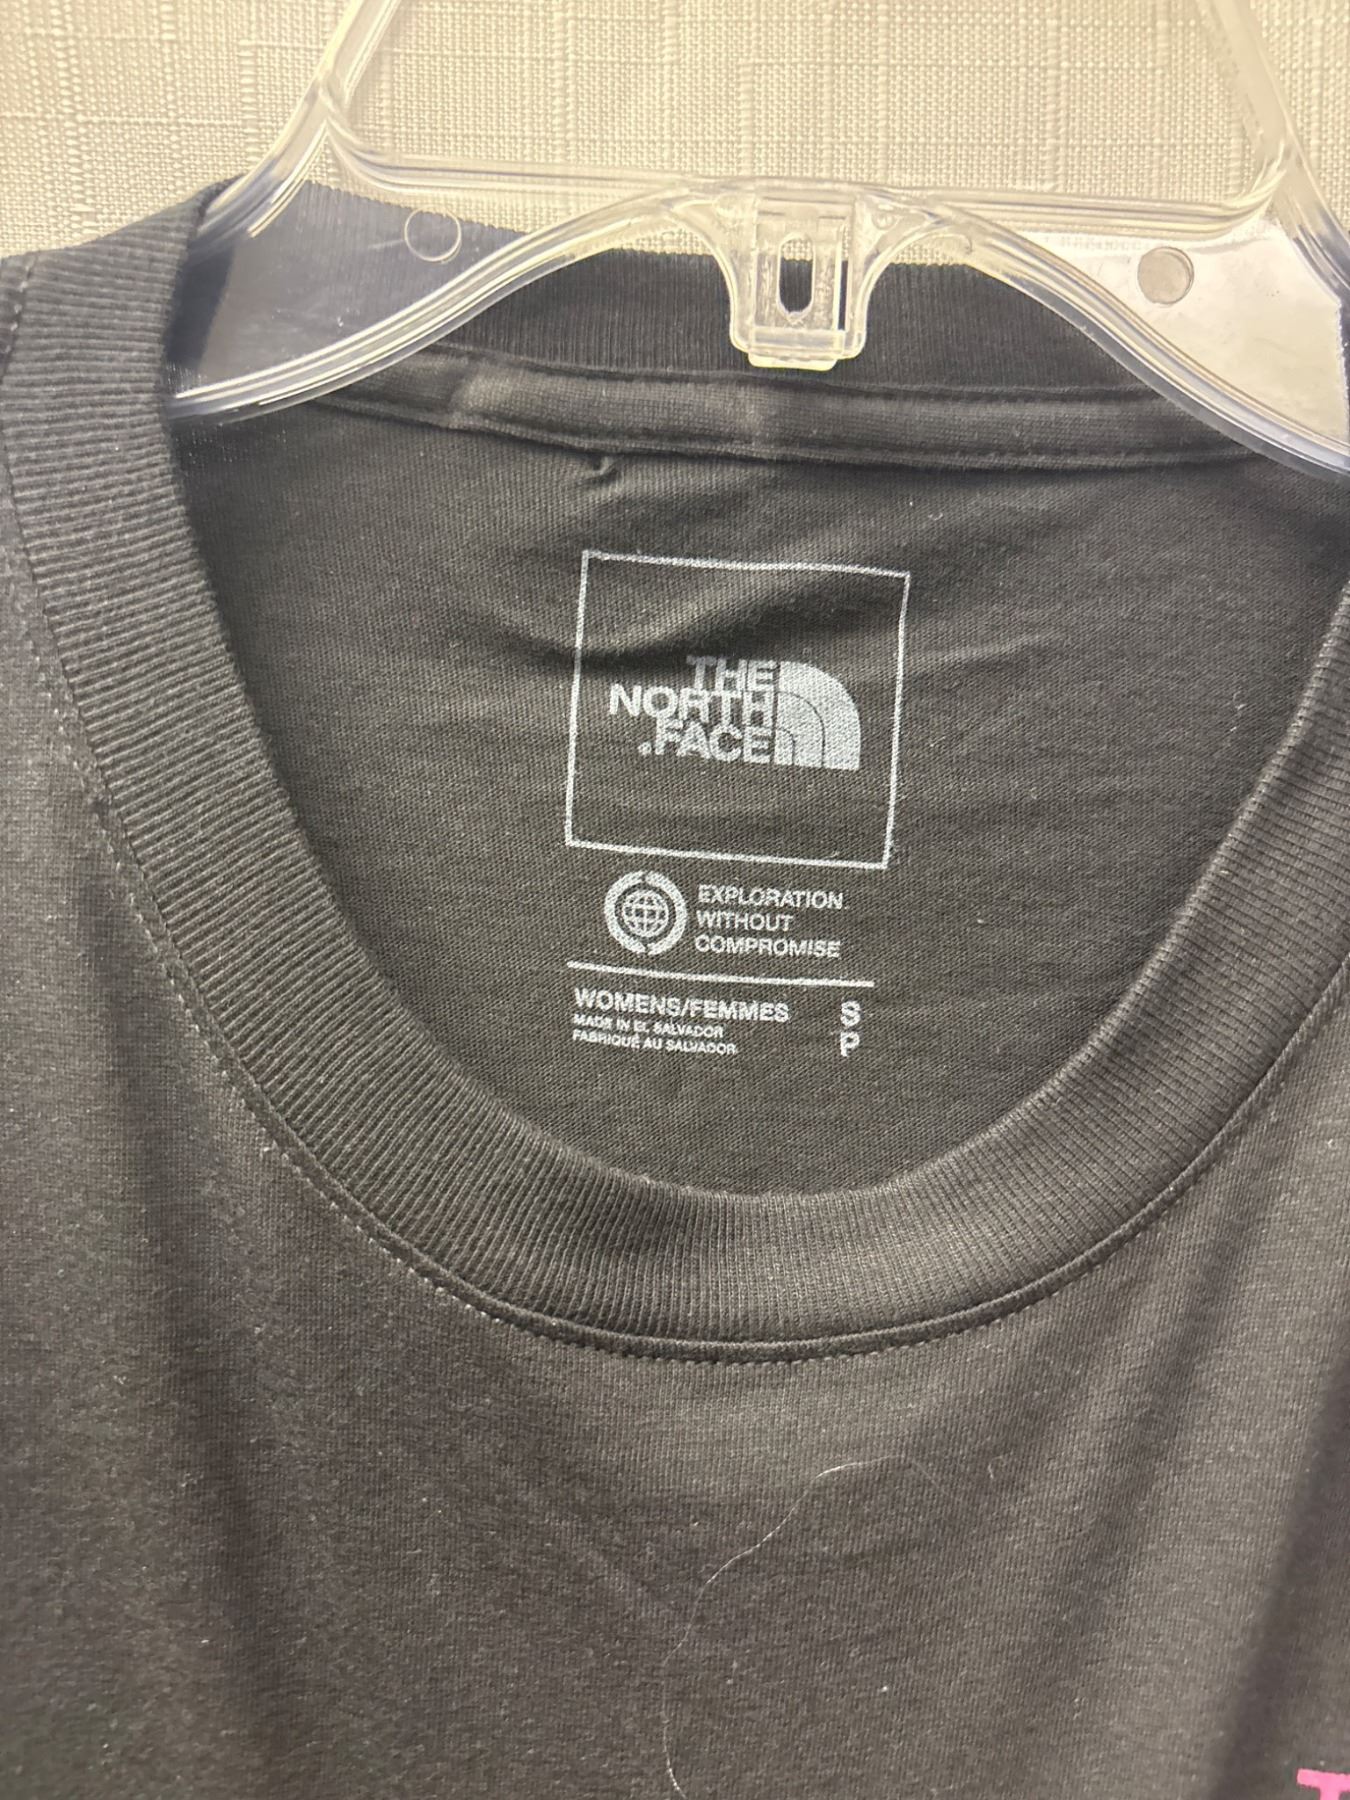 THE
NORTH
FACE
EXPLORATION
WITHOUT
COMPROMISE
WOMENS/FEMMES S
MADE IN EL SALVADOR P
FABRIQUÉ AU SALVADOR